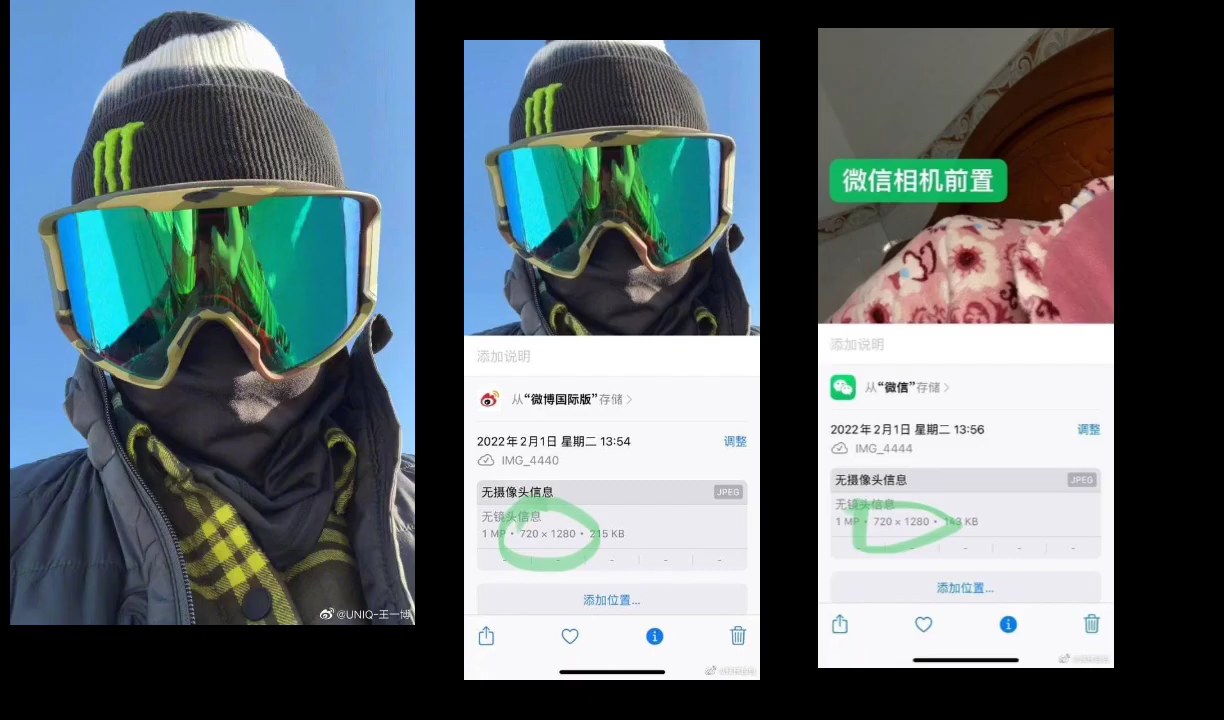 @UNIQ-王一博
添加说明
从“微博国际版”存储
2022年2月1日 星期二 13:54
调整
IMG_4440
无摄像头信息
JPEG
无镜头信息
1 MP • 720 × 1280 • 215 KB
- - - - -
添加位置...
微信相机前置
添加说明
从“微信”存储
2022年2月1日 星期二 13:56
调整
IMG_4444
无摄像头信息
JPEG
无镜头信息
1 MP • 720 × 1280 • 143 KB
- - - - -
添加位置...